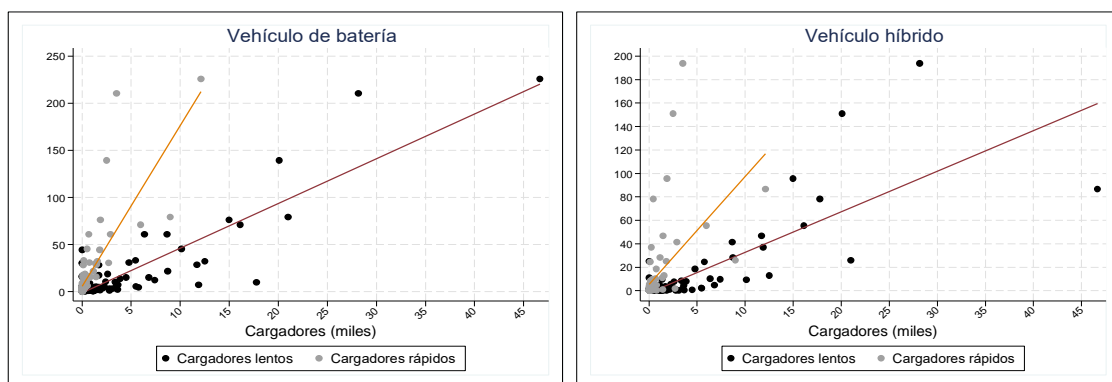 Vehículo de batería
250
200
150
100
50
0
0 5 10 15 20 25 30 35 40 45
Cargadores (miles)
Cargadores lentos Cargadores rápidos
Vehículo híbrido
200
180
160
140
120
100
80
60
40
20
0
0 5 10 15 20 25 30 35 40 45
Cargadores (miles)
Cargadores lentos Cargadores rápidos